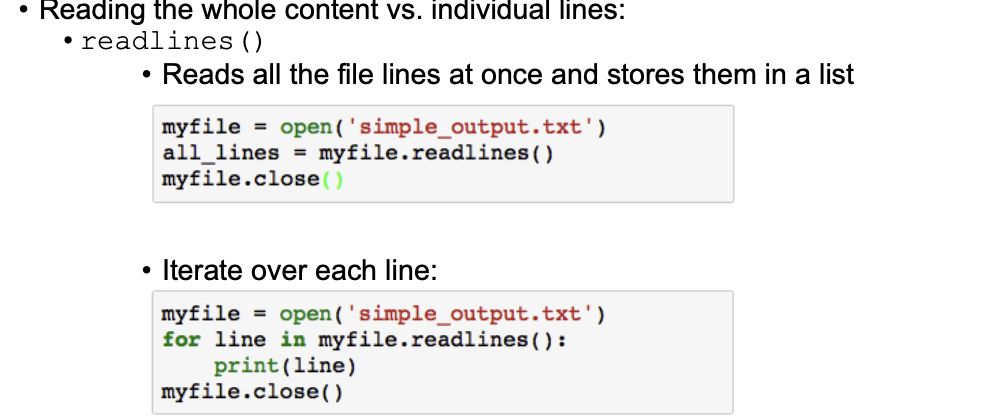 • Reading the whole content vs. individual lines:
• readlines()
• Reads all the file lines at once and stores them in a list
myfile = open('simple_output.txt')
all_lines = myfile.readlines()
myfile.close()
• Iterate over each line:
myfile = open('simple_output.txt')
for line in myfile.readlines():
    print(line)
myfile.close()